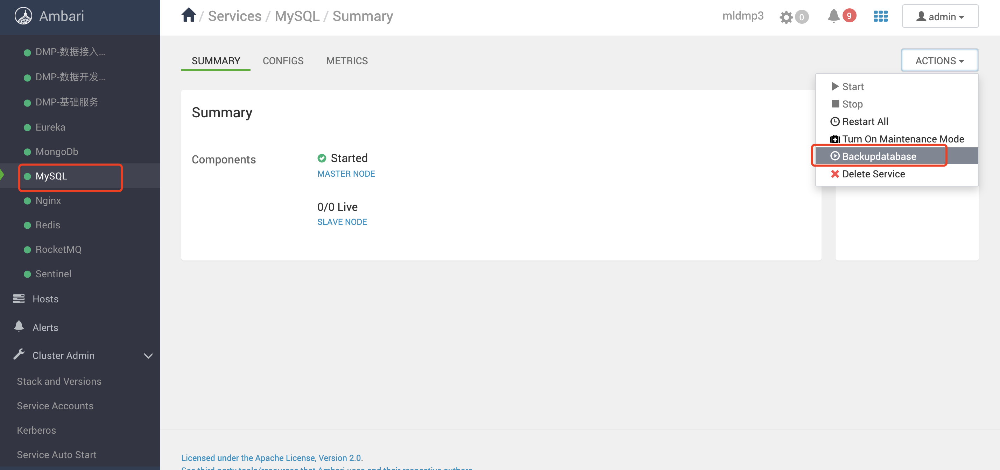 Ambari
DMP-数据接入...
DMP-数据开发...
DMP-基础服务
Eureka
MongoDb
MySQL
Nginx
Redis
RocketMQ
Sentinel
Hosts
Alerts
Cluster Admin
Stack and Versions
Service Accounts
Kerberos
Service Auto Start
/ Services / MySQL / Summary
mldmp3
0
9
admin
SUMMARY CONFIGS METRICS
ACTIONS
Start
Stop
Restart All
Turn On Maintenance Mode
Backupdatabase
Delete Service
Summary
Components
Started
MASTER NODE
0/0 Live
SLAVE NODE
Licensed under the Apache License, Version 2.0.
See third-party tools/resources that Ambari uses and their respective authors